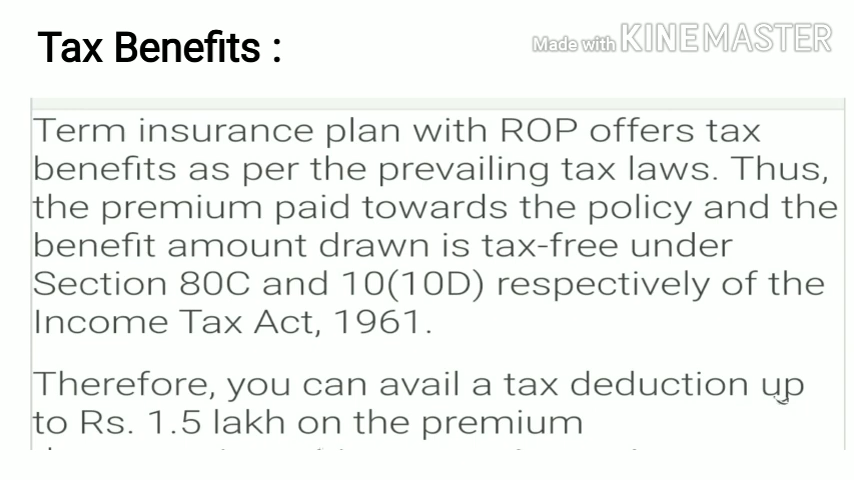 Tax Benefits :
Made with KINEMASTER
Term insurance plan with ROP offers tax
benefits as per the prevailing tax laws. Thus,
the premium paid towards the policy and the
benefit amount drawn is tax-free under
Section 80C and 10(10D) respectively of the
Income Tax Act, 1961.
Therefore, you can avail a tax deduction up
to Rs. 1.5 lakh on the premium